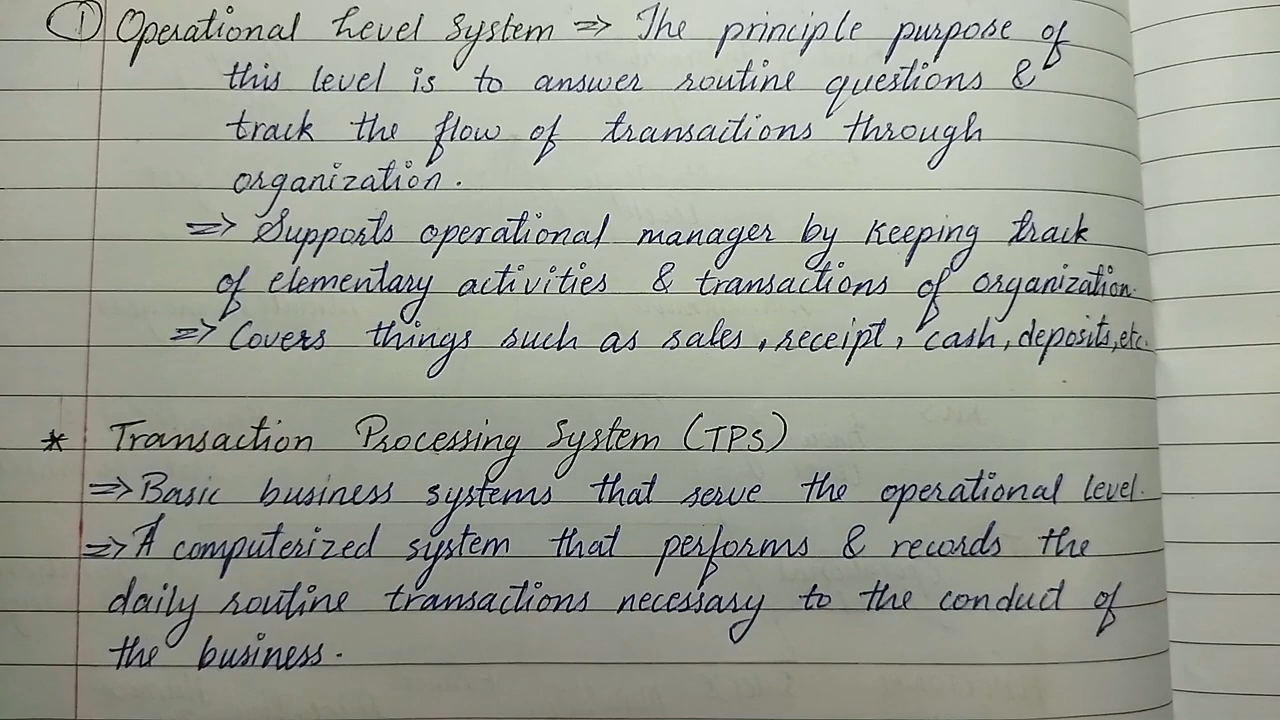 ① Operational Level System => The principle purpose of
this level is to answer routine questions &
track the flow of transactions through
organization.
=> Supports operational manager by keeping track
of elementary activities & transactions of organization.
=> Covers things such as sales, receipt, cash, deposits, etc.
* Transaction Processing System (TPS)
=> Basic business systems that serve the operational level.
=> A computerized system that performs & records the
daily routine transactions necessary to the conduct of
the business.